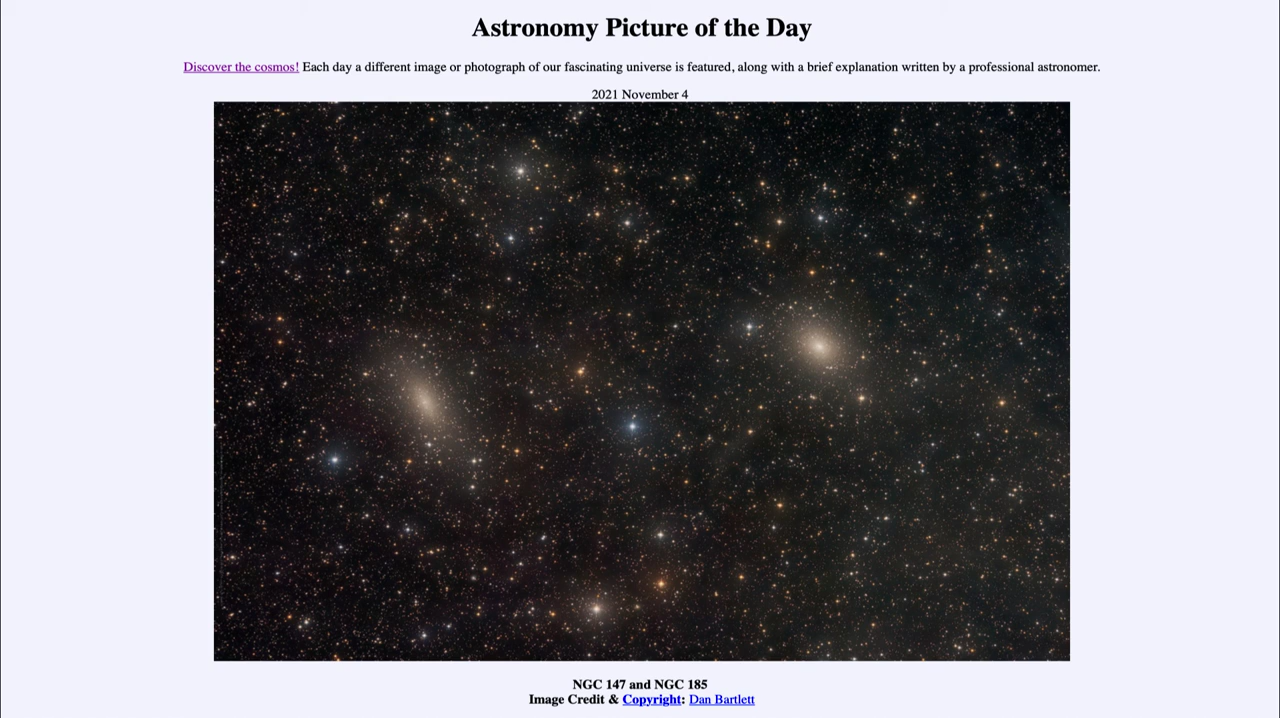 Astronomy Picture of the Day
Discover the cosmos! Each day a different image or photograph of our fascinating universe is featured, along with a brief explanation written by a professional astronomer.
2021 November 4
NGC 147 and NGC 185
Image Credit & Copyright: Dan Bartlett